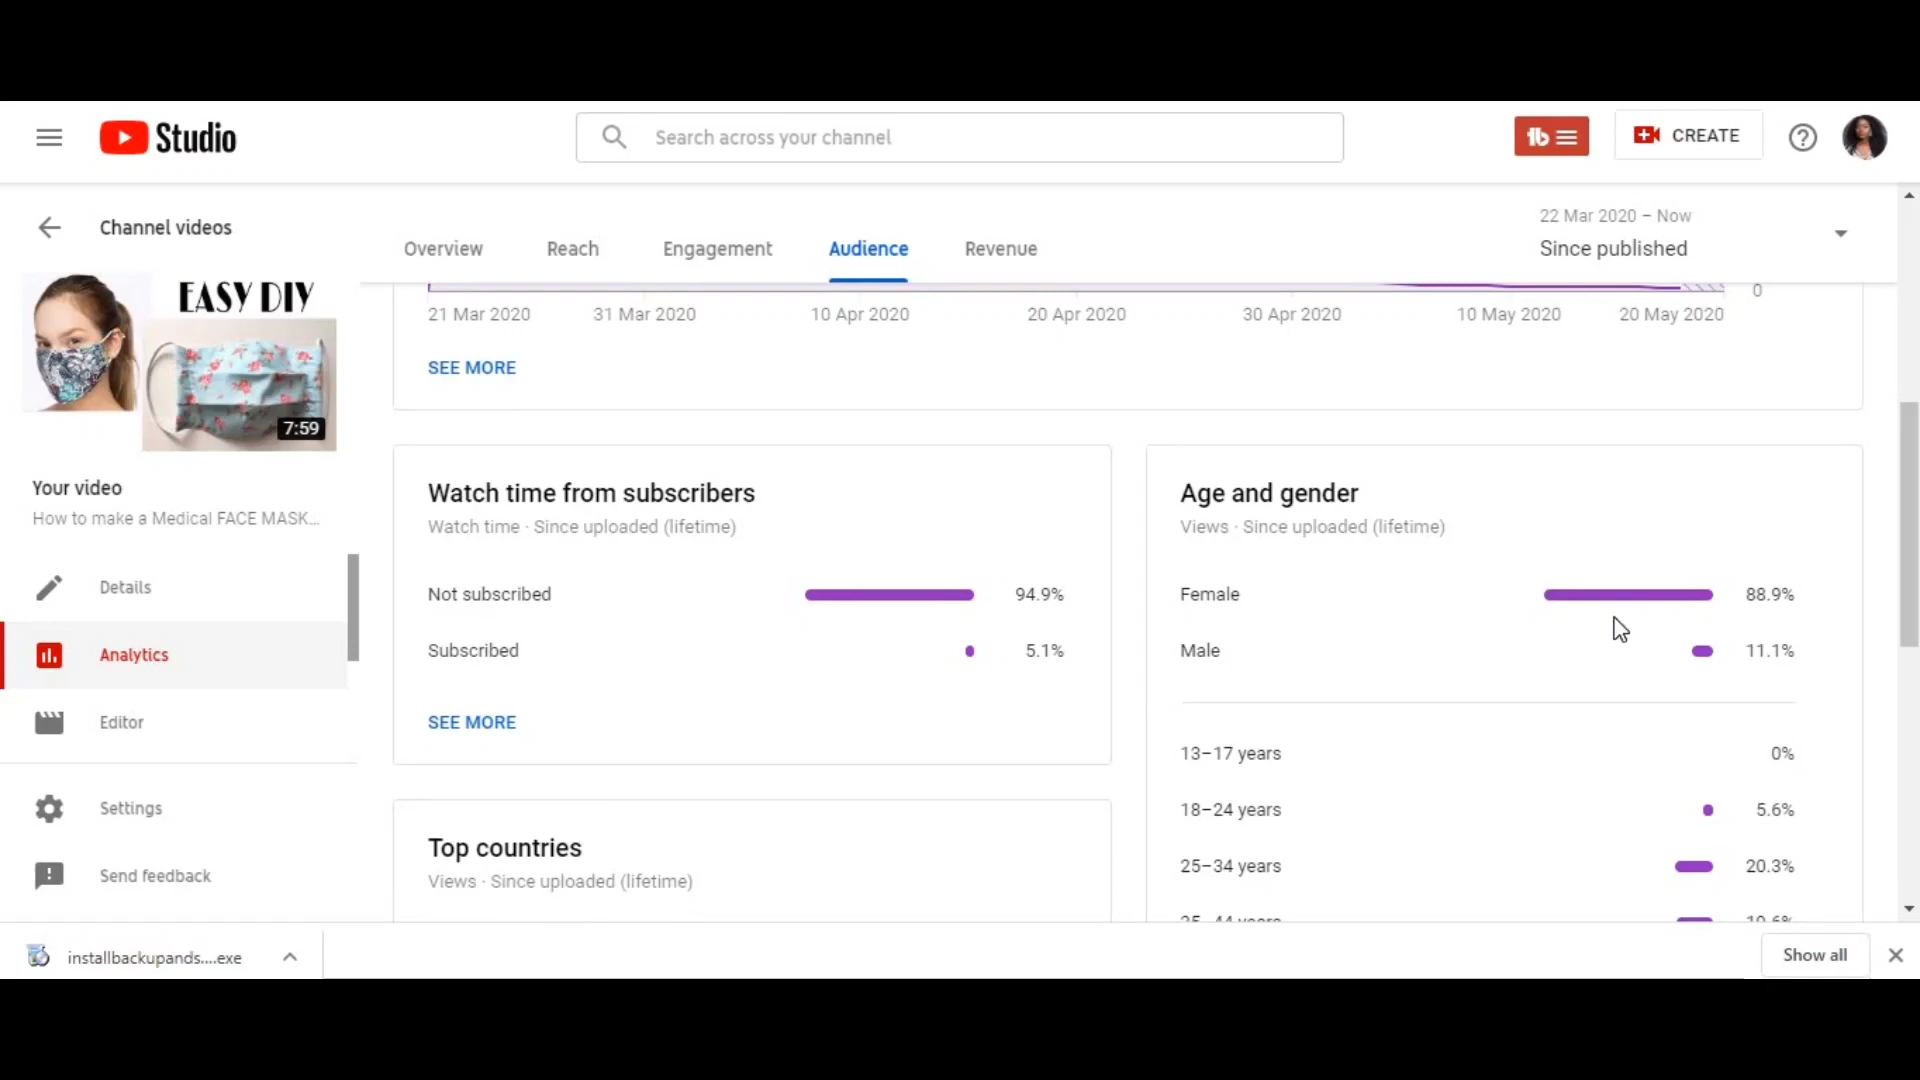 Studio
Search across your channel
CREATE
Channel videos
EASY DIY
7:59
Your video
How to make a Medical FACE MASK...
Details
Analytics
Editor
Settings
Send feedback
Overview
Reach
Engagement
Audience
Revenue
22 Mar 2020 – Now
Since published
0
21 Mar 2020
31 Mar 2020
10 Apr 2020
20 Apr 2020
30 Apr 2020
10 May 2020
20 May 2020
SEE MORE
Watch time from subscribers
Watch time · Since uploaded (lifetime)
Not subscribed 94.9%
Subscribed 5.1%
SEE MORE
Top countries
Views · Since uploaded (lifetime)
Age and gender
Views · Since uploaded (lifetime)
Female 88.9%
Male 11.1%
13–17 years 0%
18–24 years 5.6%
25–34 years 20.3%
installbackupands....exe
Show all